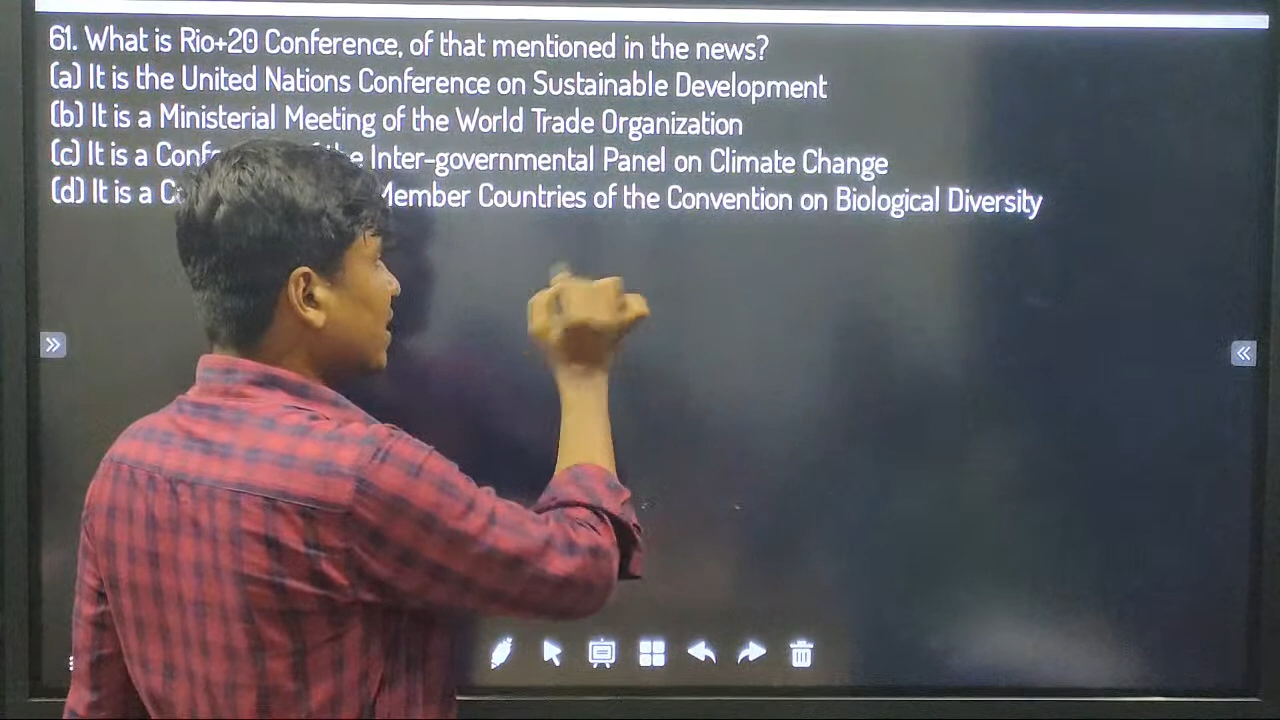 61. What is Rio+20 Conference, of that mentioned in the news?
(a) It is the United Nations Conference on Sustainable Development
(b) It is a Ministerial Meeting of the World Trade Organization
(c) It is a the Inter-governmental Panel on Climate Change
(d) It is a Member Countries of the Convention on Biological Diversity